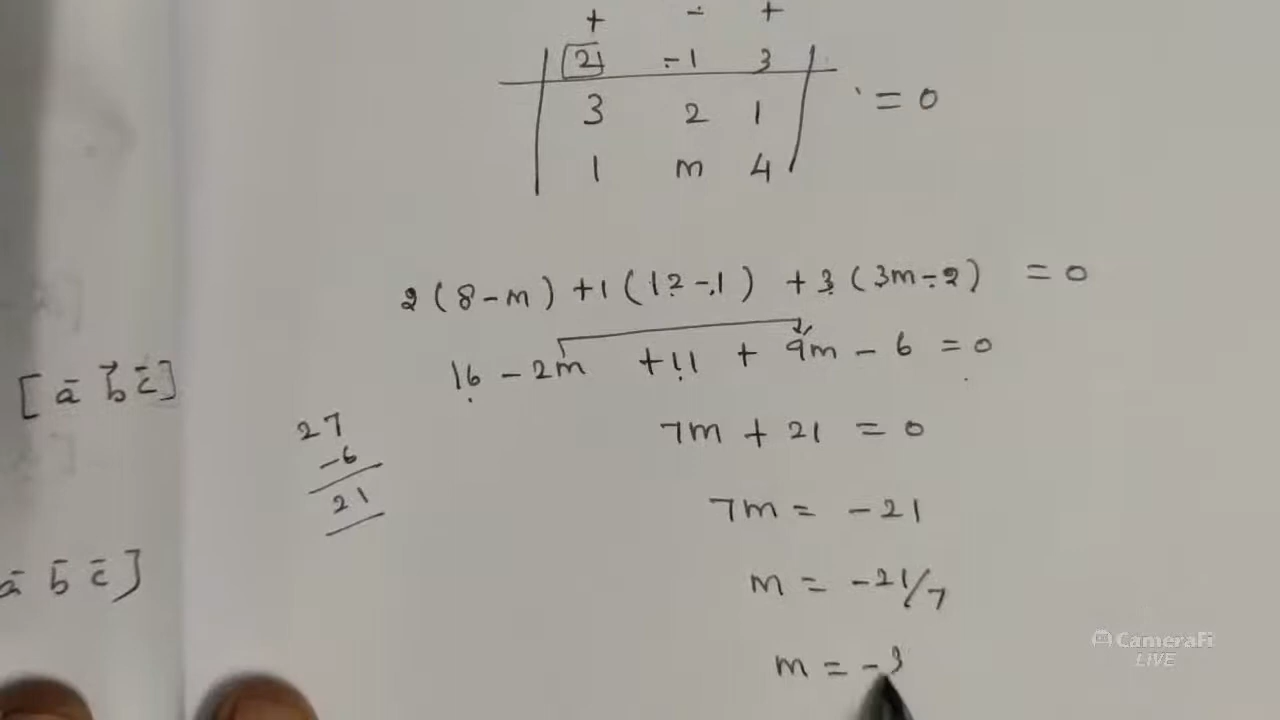 + - +
2 -1 3
3 2 1 = 0
1 m 4
2 ( 8 - m ) + 1 ( 12 - 1 ) + 3 ( 3m - 2 ) = 0
16 - 2m + 11 + 9m - 6 = 0
[ a̅ b̅ c̅ ]
27
-6
21
7m + 21 = 0
7m = -21
a̅ b̅ c̅ ]
m = -21/7
m = -3
CameraFi
LIVE